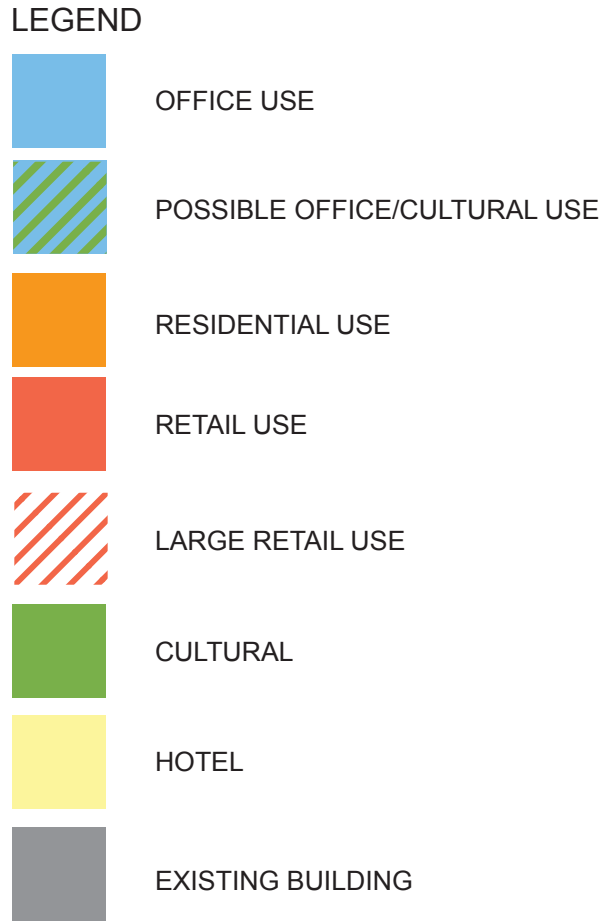 LEGEND
OFFICE USE
POSSIBLE OFFICE/CULTURAL USE
RESIDENTIAL USE
RETAIL USE
LARGE RETAIL USE
CULTURAL
HOTEL
EXISTING BUILDING